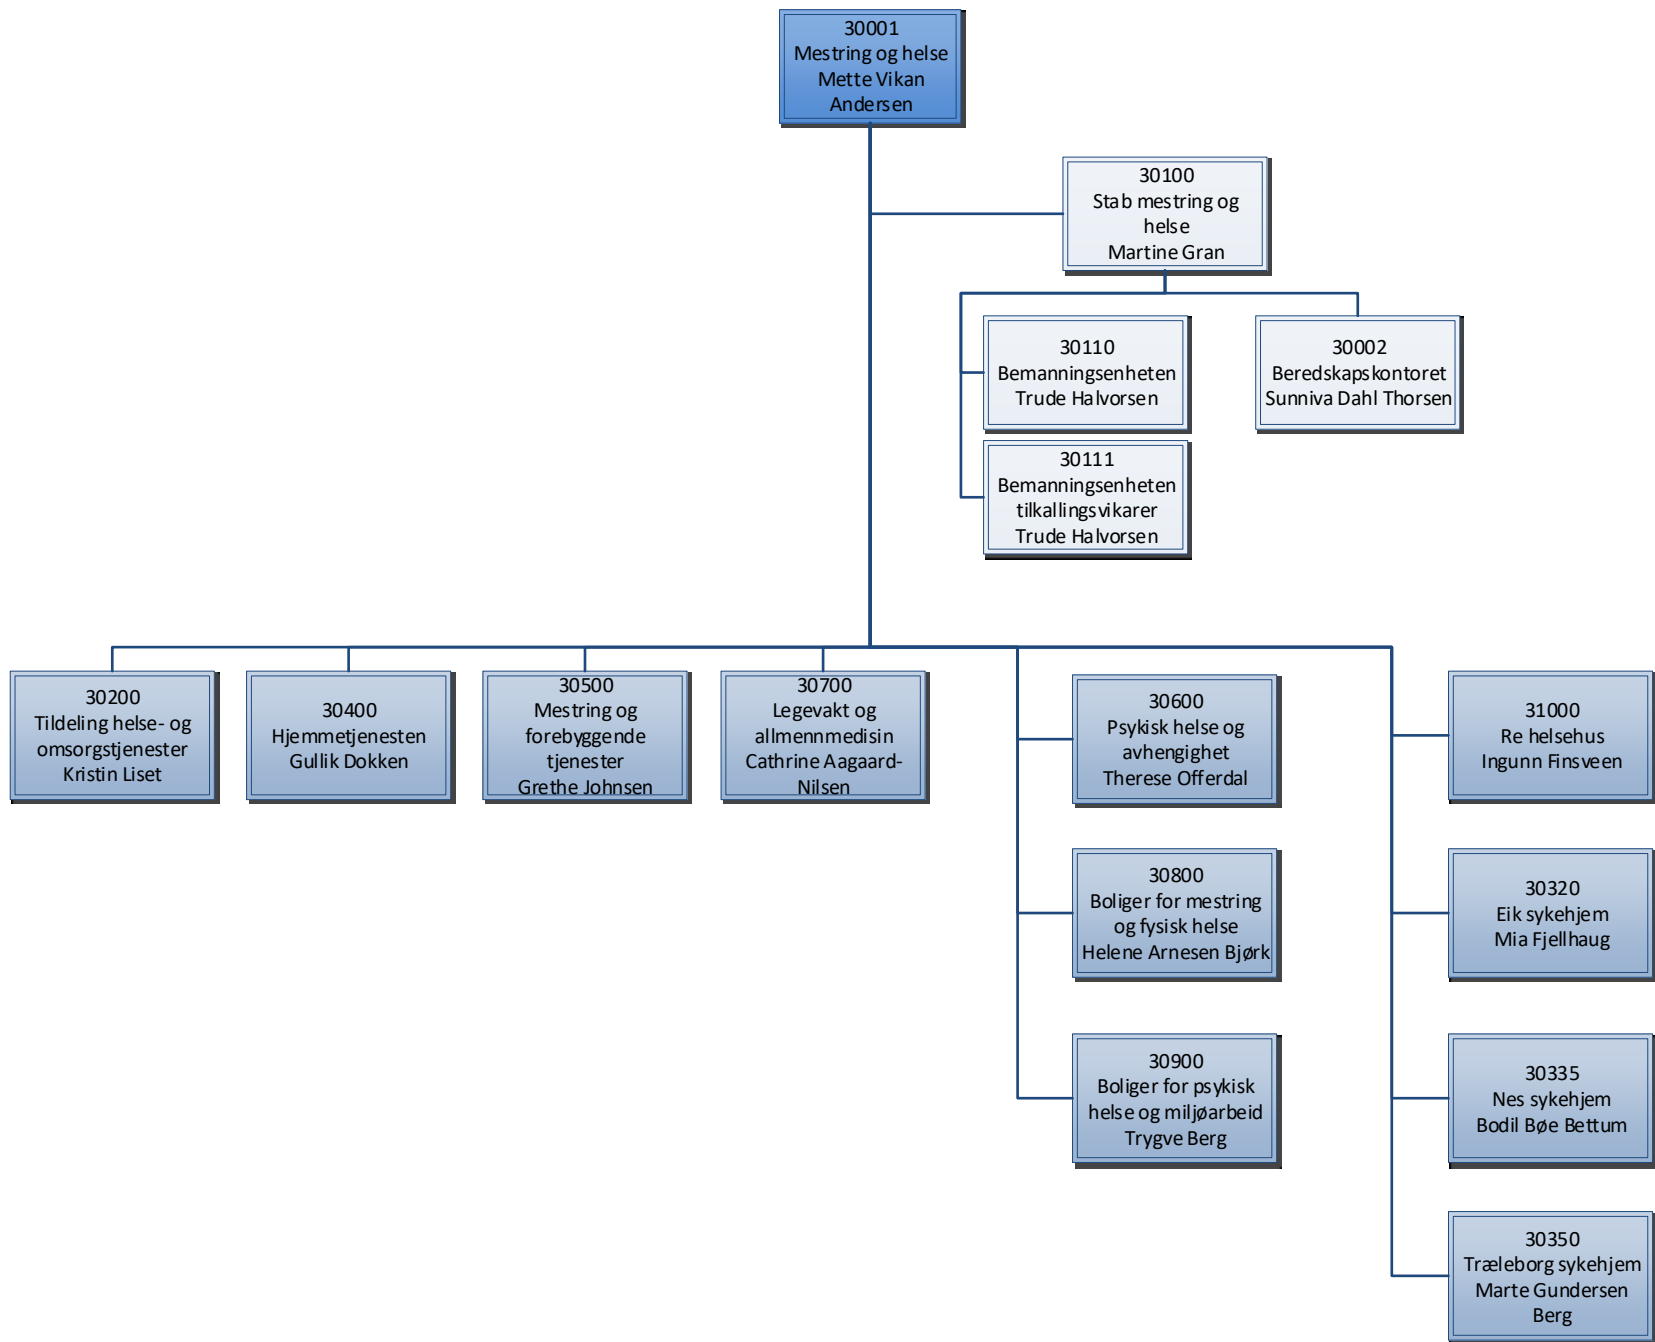 30001
Mestring og helse
Mette Vikan
Andersen
30100
Stab mestring og
helse
Martine Gran
30110
Bemanningsenheten
Trude Halvorsen
30002
Beredskapskontoret
Sunniva Dahl Thorsen
30111
Bemanningsenheten
tilkallingsvikarer
Trude Halvorsen
30200
Tildeling helse- og
omsorgstjenester
Kristin Liset
30400
Hjemmetjenesten
Gullik Dokken
30500
Mestring og
forebyggende
tjenester
Grethe Johnsen
30700
Legevakt og
allmennmedisin
Cathrine Aagaard-
Nilsen
30600
Psykisk helse og
avhengighet
Therese Offerdal
31000
Re helsehus
Ingunn Finsveen
30800
Boliger for mestring
og fysisk helse
Helene Arnesen Bjørk
30320
Eik sykehjem
Mia Fjellhaug
30900
Boliger for psykisk
helse og miljøarbeid
Trygve Berg
30335
Nes sykehjem
Bodil Bøe Bettum
30350
Træleborg sykehjem
Marte Gundersen
Berg